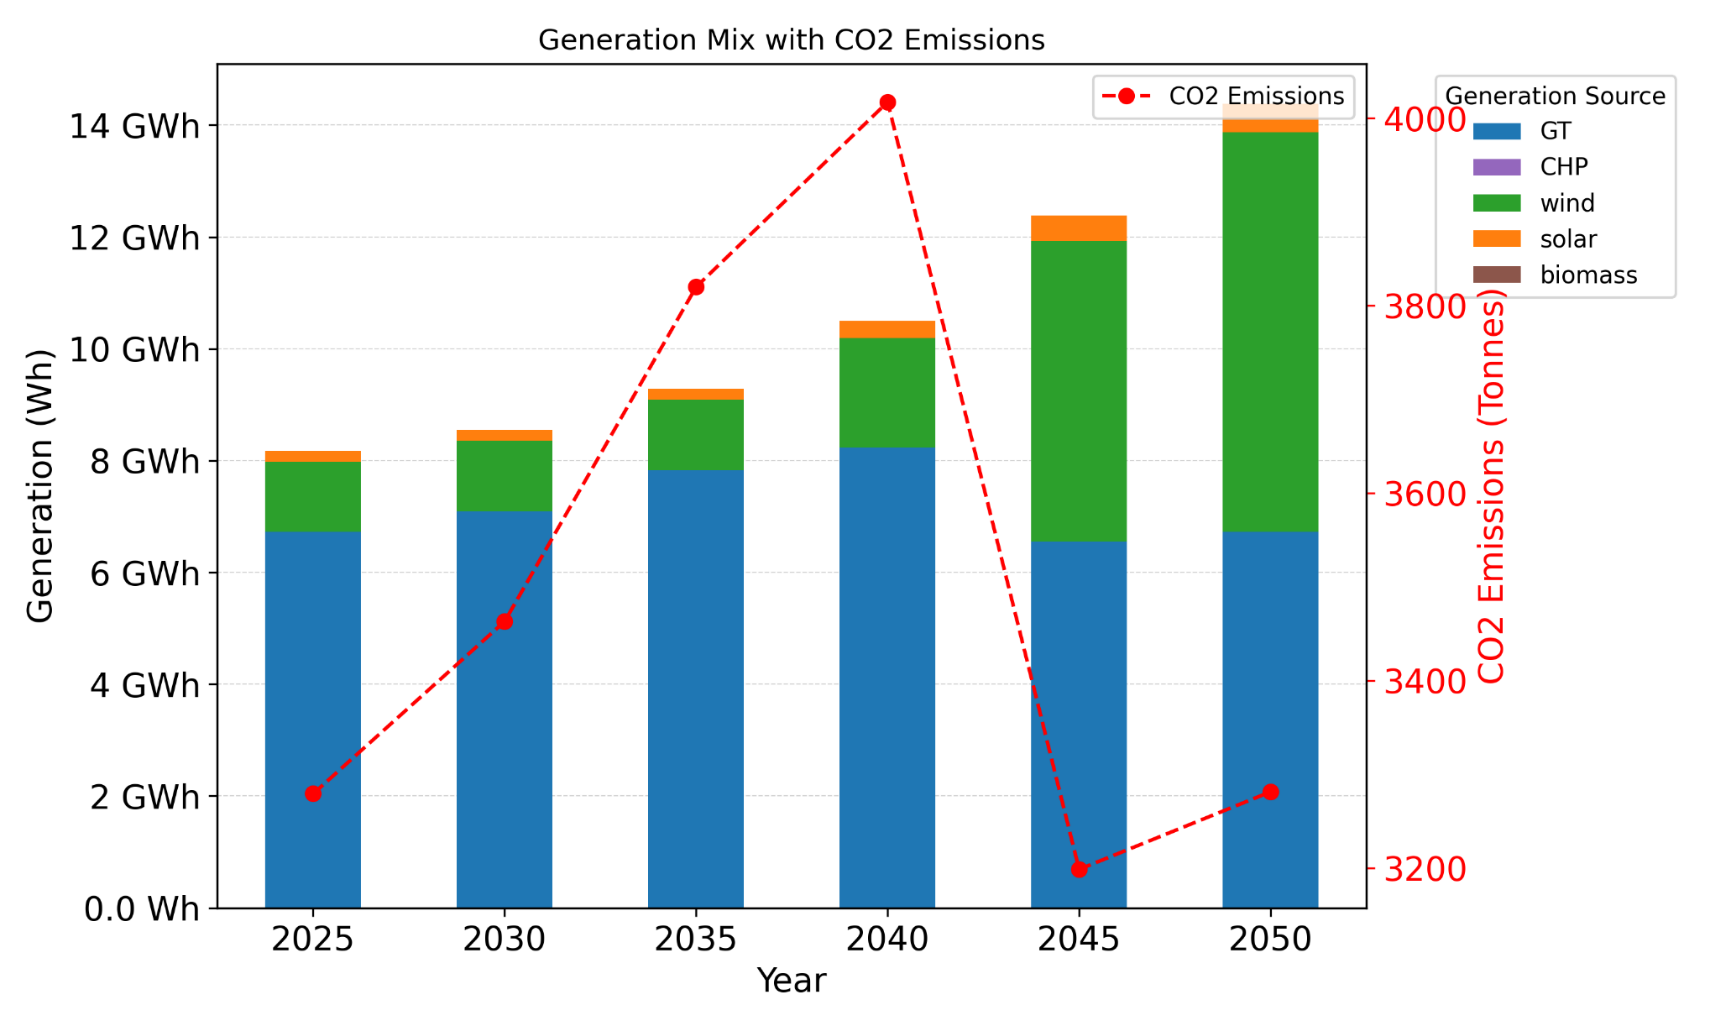 Generation Mix with CO2 Emissions
CO2 Emissions
Generation Source
GT
CHP
wind
solar
biomass
14 GWh
12 GWh
10 GWh
8 GWh
6 GWh
4 GWh
2 GWh
0.0 Wh
Generation (Wh)
4000
3800
3600
3400
3200
CO2 Emissions (Tonnes)
2025
2030
2035
2040
2045
2050
Year